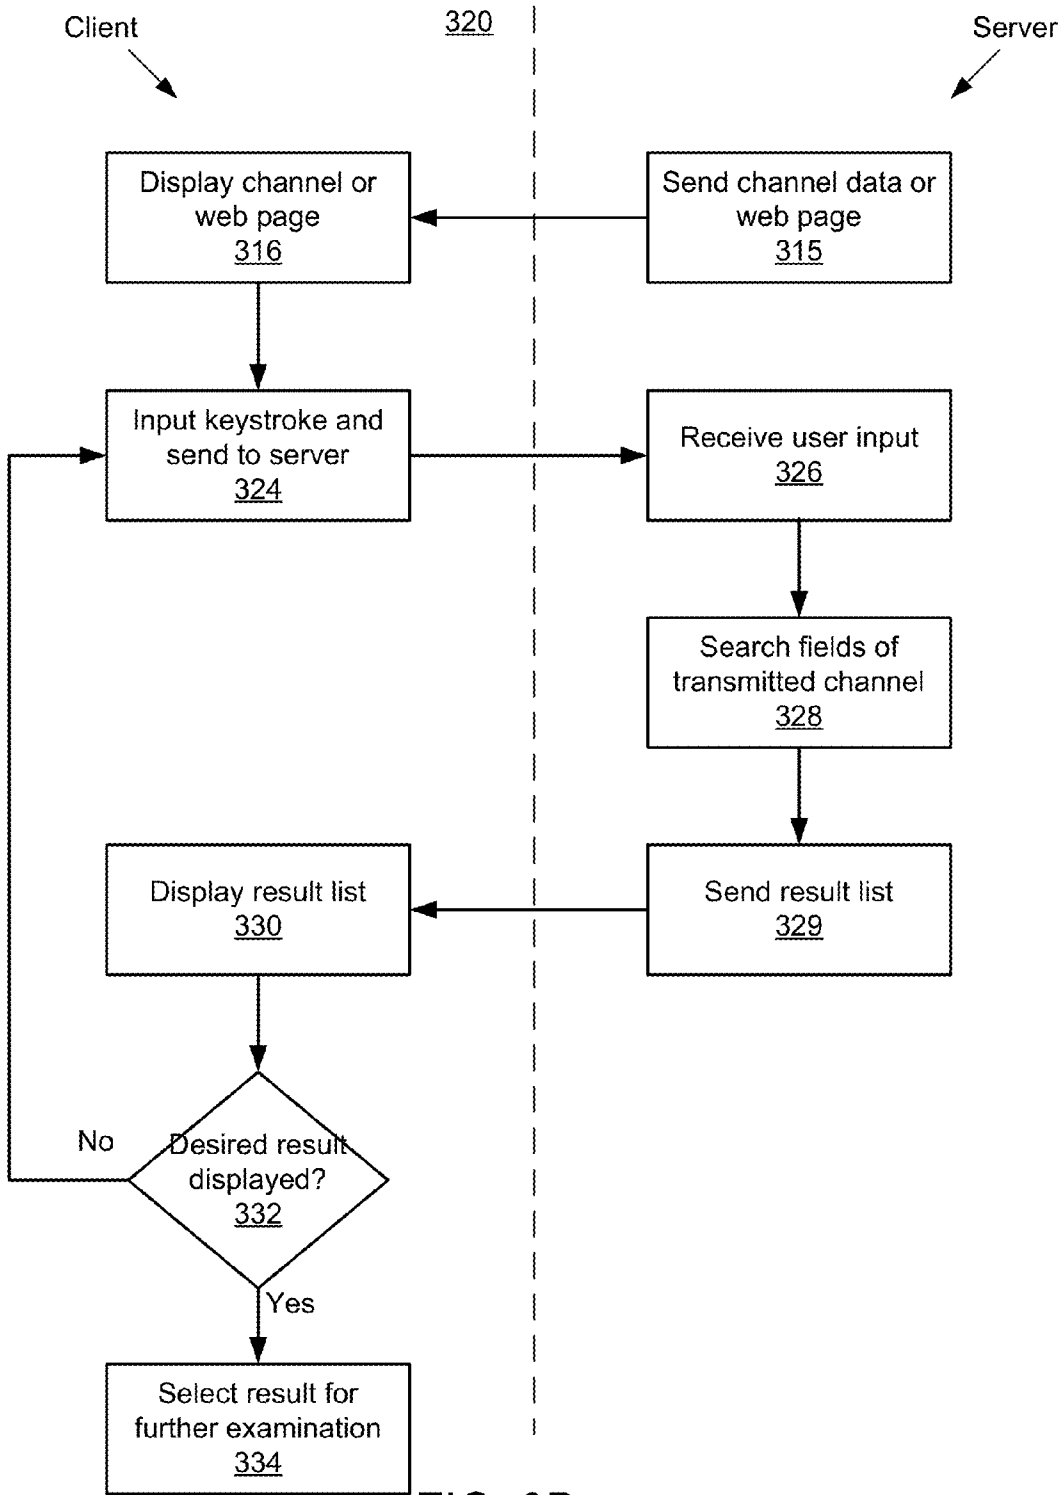 Client
320
Server
Display channel or
web page
316
Send channel data or
web page
315
Input keystroke and
send to server
324
Receive user input
326
Search fields of
transmitted channel
328
Display result list
330
Send result list
329
No
Desired result
displayed?
332
Yes
Select result for
further examination
334